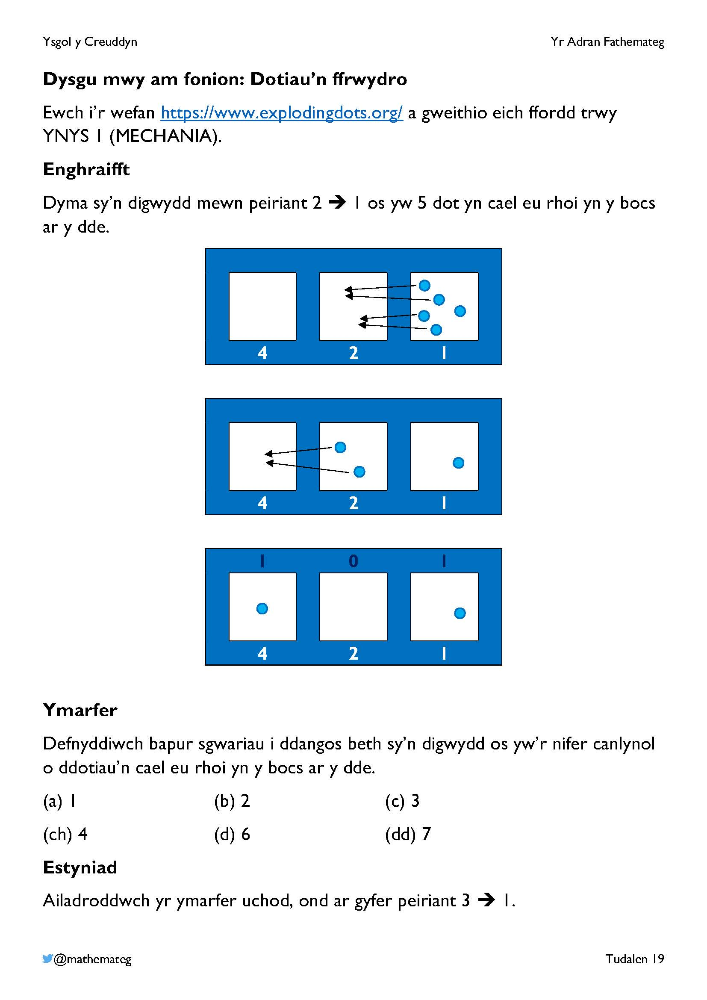 Ysgol y Creuddyn Yr Adran Fathemateg
Dysgu mwy am fonion: Dotiau’n ffrwydro
Ewch i’r wefan https://www.explodingdots.org/ a gweithio eich ffordd trwy
YNYS 1 (MECHANIA).
Enghraifft
Dyma sy’n digwydd mewn peiriant 2 → 1 os yw 5 dot yn cael eu rhoi yn y bocs
ar y dde.
4 2 1
4 2 1
1 0 1
4 2 1
Ymarfer
Defnyddiwch bapur sgwariau i ddangos beth sy’n digwydd os yw’r nifer canlynol
o ddotiau’n cael eu rhoi yn y bocs ar y dde.
(a) 1 (b) 2 (c) 3
(ch) 4 (d) 6 (dd) 7
Estyniad
Ailadroddwch yr ymarfer uchod, ond ar gyfer peiriant 3 → 1.
@mathemateg Tudalen 19